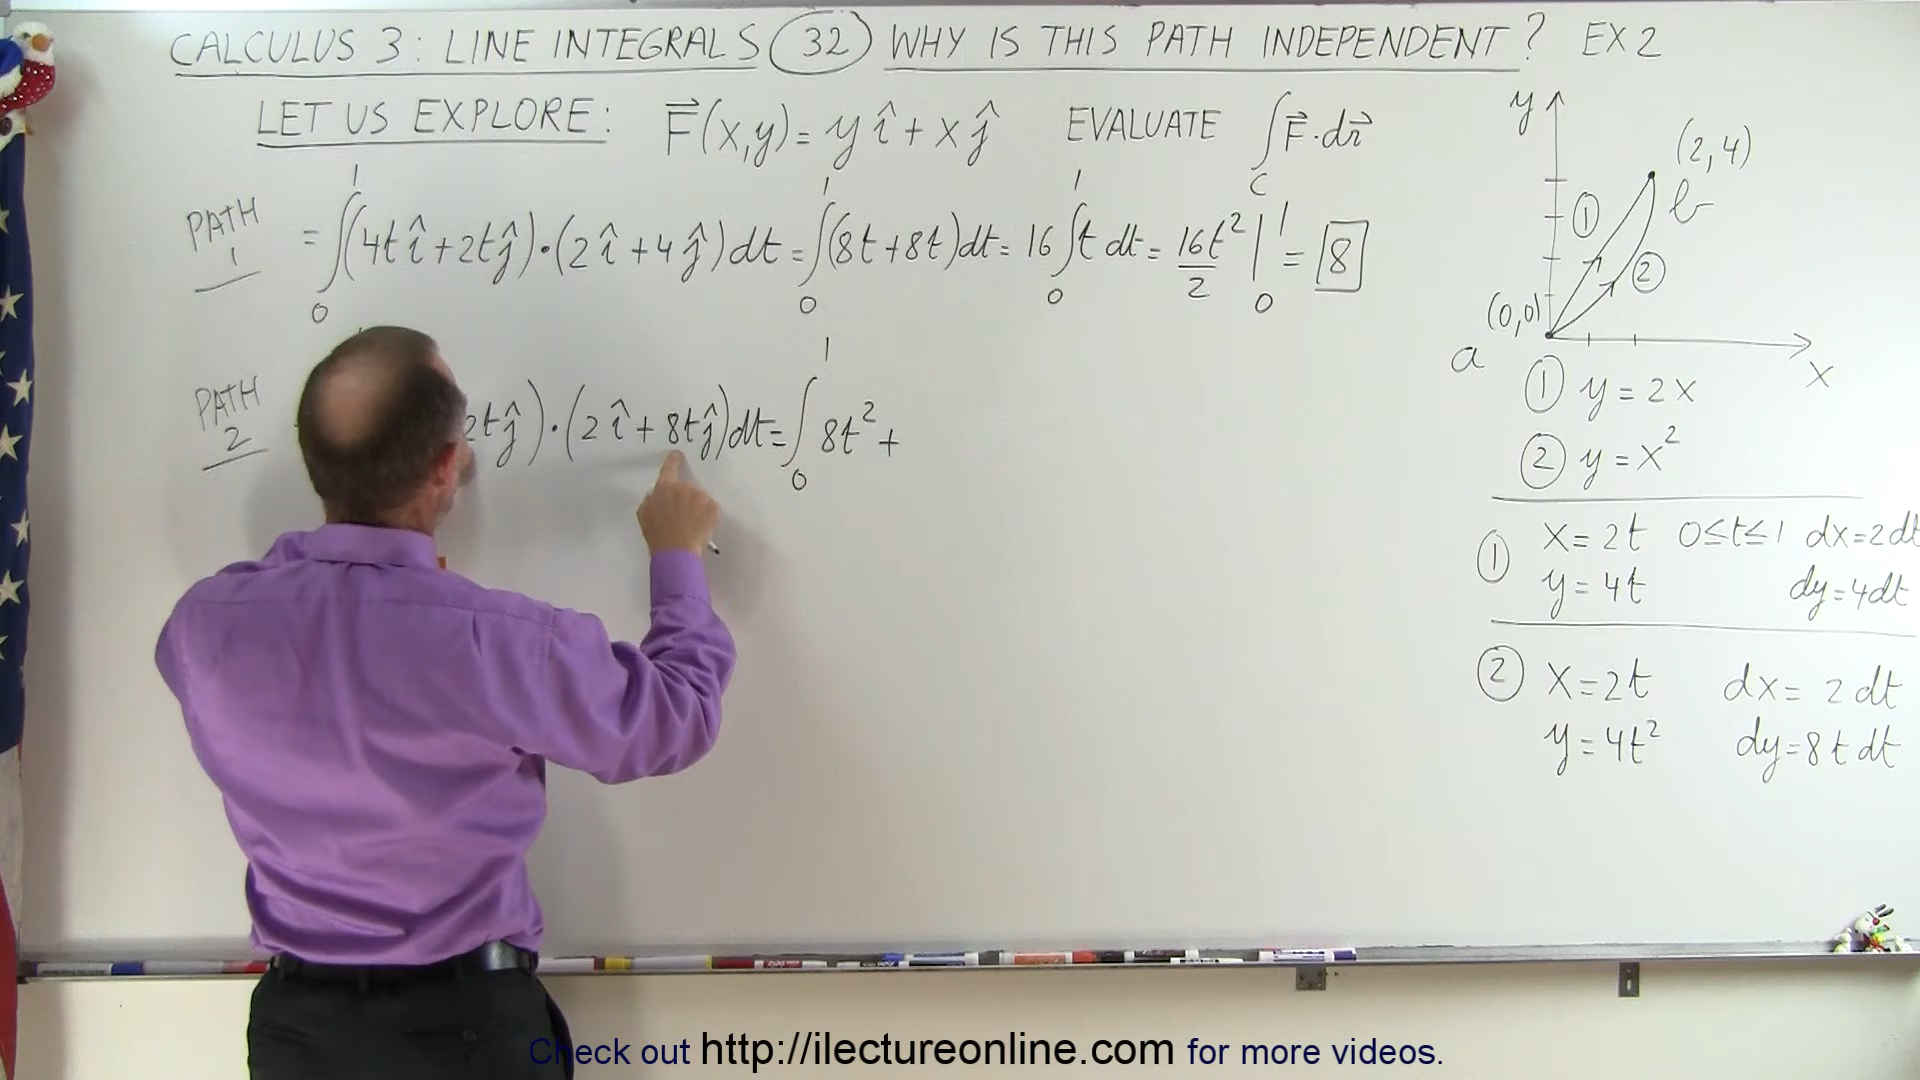 CALCULUS 3: LINE INTEGRALS 32 WHY IS THIS PATH INDEPENDENT? EX 2
LET US EXPLORE: F⃗(x,y) = y î + x ĵ EVALUATE ∫_C F⃗·dr⃗
PATH 1 = ∫₀¹ (4t î + 2t ĵ)·(2 î + 4 ĵ) dt = ∫₀¹ (8t + 8t) dt = 16 ∫₀¹ t dt = 16t²/2 |₀¹ = 8
PATH 2 2t ĵ)·(2 î + 8t ĵ) dt = ∫₀¹ 8t² +
y
(2,4)
b
1
2
(0,0)
a
x
1 y = 2x
2 y = x²
1 x = 2t 0≤t≤1 dx = 2dt
y = 4t dy = 4dt
2 x = 2t dx = 2 dt
y = 4t² dy = 8t dt
Check out http://ilectureonline.com for more videos.